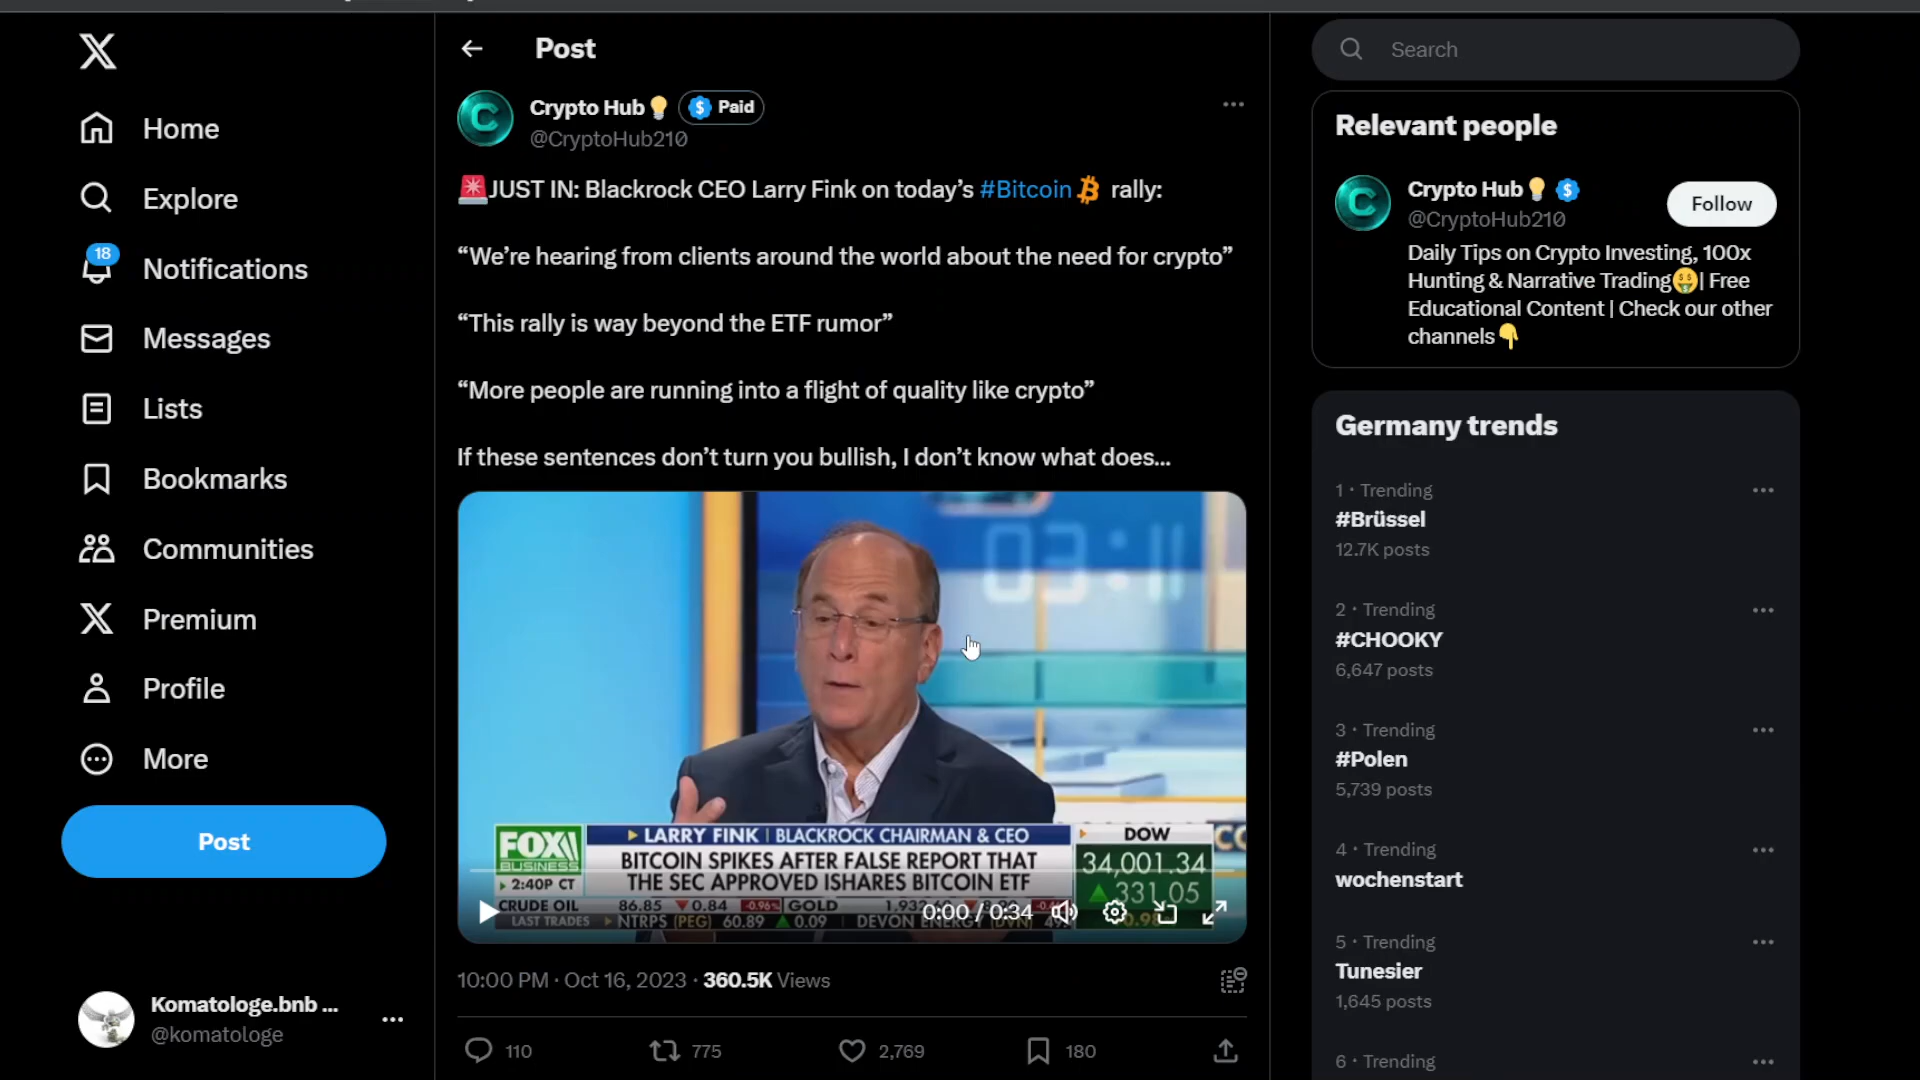 Home
Explore
18
Notifications
Messages
Lists
Bookmarks
Communities
Premium
Profile
More
Post
Komatologe.bnb ...
@komatologe
Post
Crypto Hub Paid
@CryptoHub210
JUST IN: Blackrock CEO Larry Fink on today’s #Bitcoin rally:
“We’re hearing from clients around the world about the need for crypto”
“This rally is way beyond the ETF rumor”
“More people are running into a flight of quality like crypto”
If these sentences don’t turn you bullish, I don’t know what does...
03:11
FOX BUSINESS
2:40P CT
LARRY FINK | BLACKROCK CHAIRMAN & CEO
BITCOIN SPIKES AFTER FALSE REPORT THAT
THE SEC APPROVED ISHARES BITCOIN ETF
DOW
34,001.34
331.05
CRUDE OIL 86.85 0.84 -0.96% GOLD
LAST TRADES NTRPS (PEG) 60.89 0.09 DEVON ENERGY (DVN)
0:00 / 0:34
10:00 PM · Oct 16, 2023 · 360.5K Views
110 775 2,769 180
Search
Relevant people
Crypto Hub
@CryptoHub210
Follow
Daily Tips on Crypto Investing, 100x
Hunting & Narrative Trading | Free
Educational Content | Check our other
channels
Germany trends
1 · Trending
#Brüssel
12.7K posts
2 · Trending
#CHOOKY
6,647 posts
3 · Trending
#Polen
5,739 posts
4 · Trending
wochenstart
5 · Trending
Tunesier
1,645 posts
6 · Trending